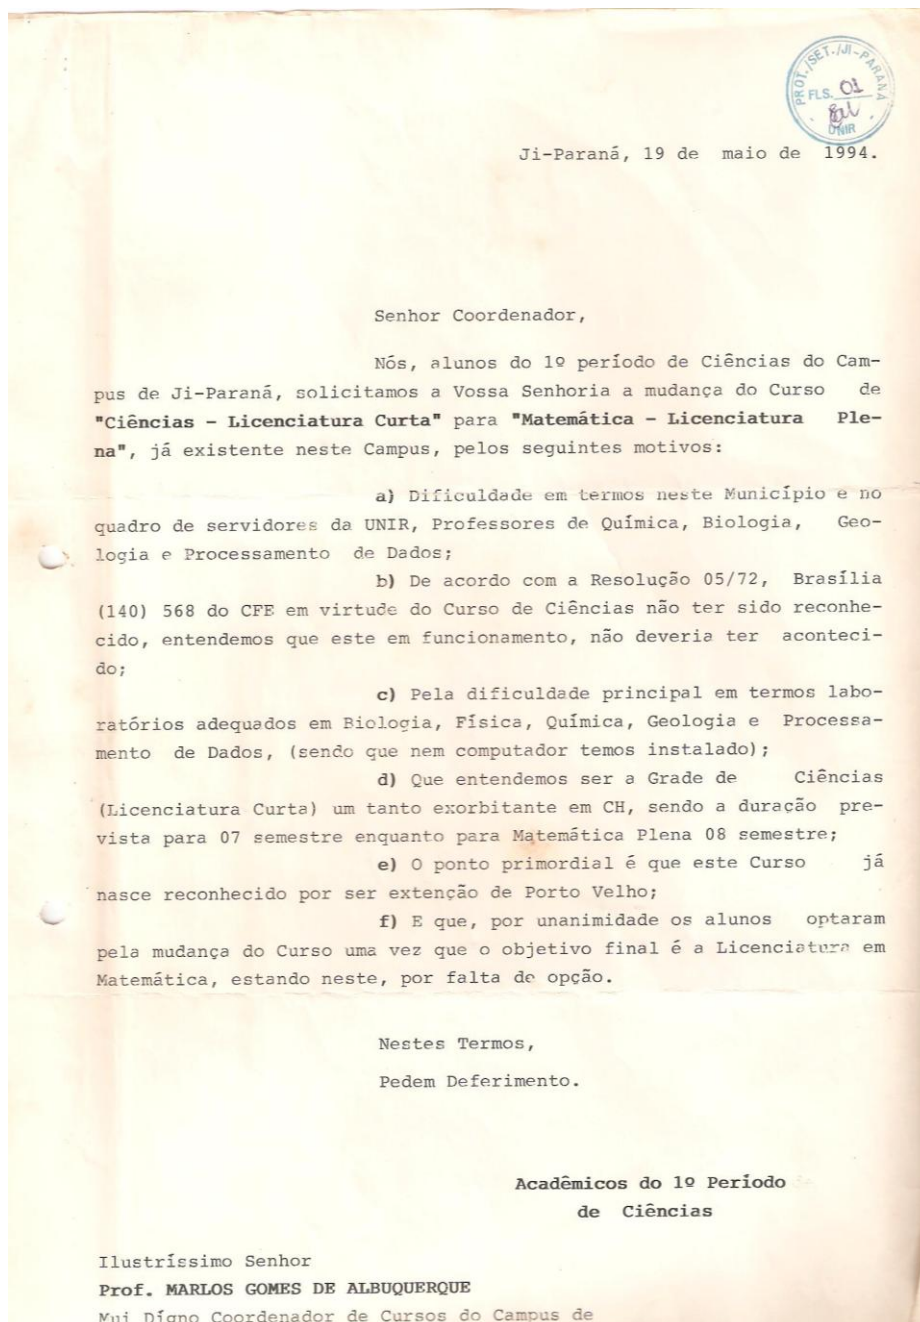 PROT./SET./JI-PARANÁ
FLS. 01
UNIR
Ji-Paraná, 19 de maio de 1994.
Senhor Coordenador,
Nós, alunos do 1º período de Ciências do Cam-
pus de Ji-Paraná, solicitamos a Vossa Senhoria a mudança do Curso de
"Ciências - Licenciatura Curta" para "Matemática - Licenciatura Ple-
na", já existente neste Campus, pelos seguintes motivos:
a) Dificuldade em termos neste Município e no
quadro de servidores da UNIR, Professores de Química, Biologia, Geo-
logia e Processamento de Dados;
b) De acordo com a Resolução 05/72, Brasília
(140) 568 do CFE em virtude do Curso de Ciências não ter sido reconhe-
cido, entendemos que este em funcionamento, não deveria ter aconteci-
do;
c) Pela dificuldade principal em termos labo-
ratórios adequados em Biologia, Física, Química, Geologia e Processa-
mento de Dados, (sendo que nem computador temos instalado);
d) Que entendemos ser a Grade de Ciências
(Licenciatura Curta) um tanto exorbitante em CH, sendo a duração pre-
vista para 07 semestre enquanto para Matemática Plena 08 semestre;
e) O ponto primordial é que este Curso já
nasce reconhecido por ser extenção de Porto Velho;
f) E que, por unanimidade os alunos optaram
pela mudança do Curso uma vez que o objetivo final é a Licenciatura em
Matemática, estando neste, por falta de opção.
Nestes Termos,
Pedem Deferimento.
Acadêmicos do 1º Período
de Ciências
Ilustríssimo Senhor
Prof. MARLOS GOMES DE ALBUQUERQUE
Mui Dígno Coordenador de Cursos do Campus de